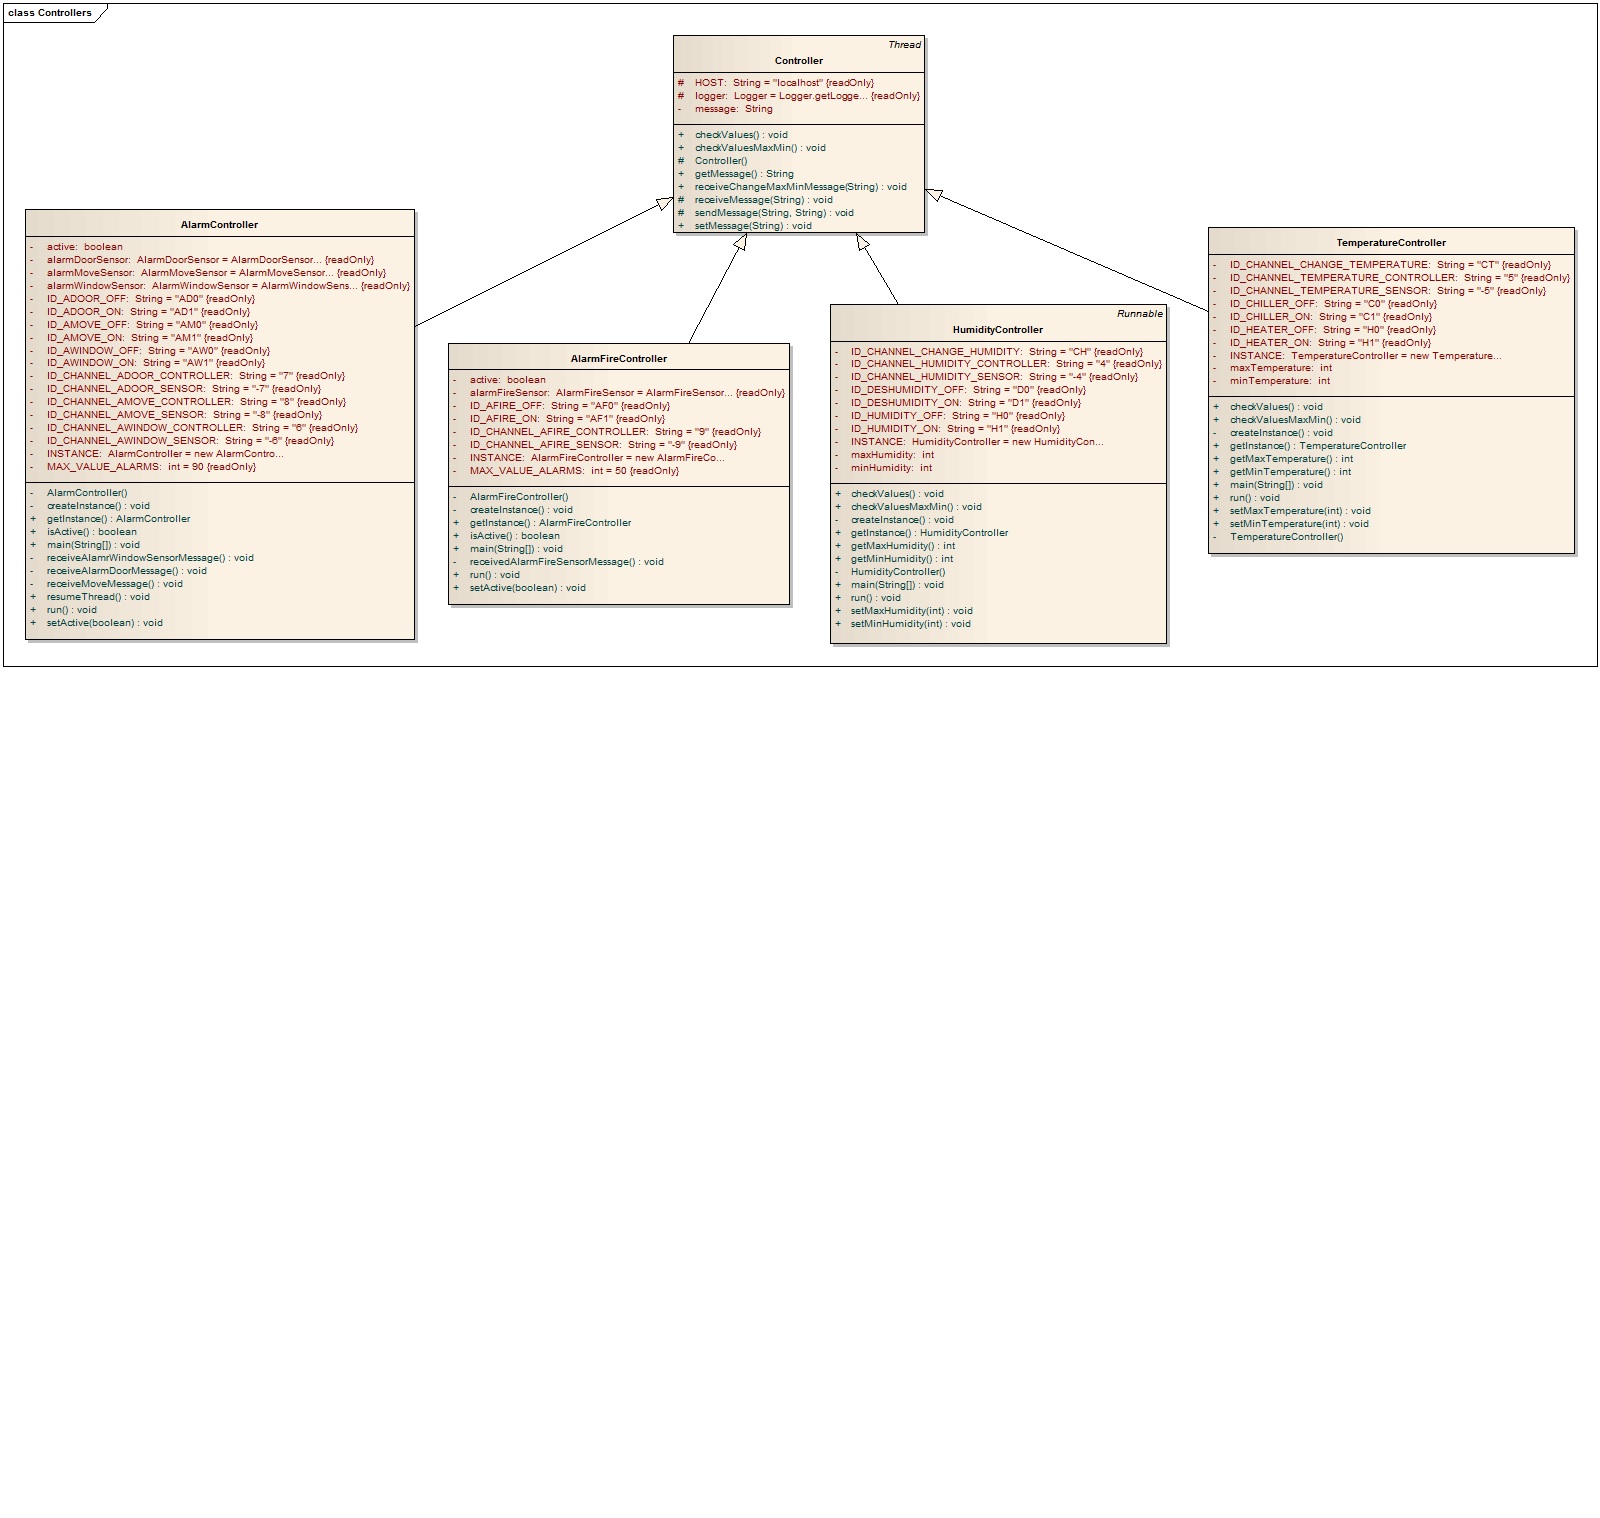 class Controllers
Thread
Controller
# HOST: String = "localhost" {readOnly}
# logger: Logger = Logger.getLogge... {readOnly}
- message: String
+ checkValues() : void
+ checkValuesMaxMin() : void
# Controller()
+ getMessage() : String
+ receiveChangeMaxMinMessage(String) : void
# receiveMessage(String) : void
# sendMessage(String, String) : void
+ setMessage(String) : void
AlarmController
- active: boolean
- alarmDoorSensor: AlarmDoorSensor = AlarmDoorSensor... {readOnly}
- alarmMoveSensor: AlarmMoveSensor = AlarmMoveSensor... {readOnly}
- alarmWindowSensor: AlarmWindowSensor = AlarmWindowSens... {readOnly}
- ID_ADOOR_OFF: String = "AD0" {readOnly}
- ID_ADOOR_ON: String = "AD1" {readOnly}
- ID_AMOVE_OFF: String = "AM0" {readOnly}
- ID_AMOVE_ON: String = "AM1" {readOnly}
- ID_AWINDOW_OFF: String = "AW0" {readOnly}
- ID_AWINDOW_ON: String = "AW1" {readOnly}
- ID_CHANNEL_ADOOR_CONTROLLER: String = "7" {readOnly}
- ID_CHANNEL_ADOOR_SENSOR: String = "-7" {readOnly}
- ID_CHANNEL_AMOVE_CONTROLLER: String = "8" {readOnly}
- ID_CHANNEL_AMOVE_SENSOR: String = "-8" {readOnly}
- ID_CHANNEL_AWINDOW_CONTROLLER: String = "6" {readOnly}
- ID_CHANNEL_AWINDOW_SENSOR: String = "-6" {readOnly}
- INSTANCE: AlarmController = new AlarmContro...
- MAX_VALUE_ALARMS: int = 90 {readOnly}
- AlarmController()
- createInstance() : void
+ getInstance() : AlarmController
+ isActive() : boolean
+ main(String[]) : void
- receiveAlamrWindowSensorMessage() : void
- receiveAlarmDoorMessage() : void
- receiveMoveMessage() : void
+ resumeThread() : void
+ run() : void
+ setActive(boolean) : void
AlarmFireController
- active: boolean
- alarmFireSensor: AlarmFireSensor = AlarmFireSensor... {readOnly}
- ID_AFIRE_OFF: String = "AF0" {readOnly}
- ID_AFIRE_ON: String = "AF1" {readOnly}
- ID_CHANNEL_AFIRE_CONTROLLER: String = "9" {readOnly}
- ID_CHANNEL_AFIRE_SENSOR: String = "-9" {readOnly}
- INSTANCE: AlarmFireController = new AlarmFireCo...
- MAX_VALUE_ALARMS: int = 50 {readOnly}
- AlarmFireController()
- createInstance() : void
+ getInstance() : AlarmFireController
+ isActive() : boolean
+ main(String[]) : void
- receivedAlarmFireSensorMessage() : void
+ run() : void
+ setActive(boolean) : void
Runnable
HumidityController
- ID_CHANNEL_CHANGE_HUMIDITY: String = "CH" {readOnly}
- ID_CHANNEL_HUMIDITY_CONTROLLER: String = "4" {readOnly}
- ID_CHANNEL_HUMIDITY_SENSOR: String = "-4" {readOnly}
- ID_DESHUMIDITY_OFF: String = "D0" {readOnly}
- ID_DESHUMIDITY_ON: String = "D1" {readOnly}
- ID_HUMIDITY_OFF: String = "H0" {readOnly}
- ID_HUMIDITY_ON: String = "H1" {readOnly}
- INSTANCE: HumidityController = new HumidityCon...
- maxHumidity: int
- minHumidity: int
+ checkValues() : void
+ checkValuesMaxMin() : void
- createInstance() : void
+ getInstance() : HumidityController
+ getMaxHumidity() : int
+ getMinHumidity() : int
- HumidityController()
+ main(String[]) : void
+ run() : void
+ setMaxHumidity(int) : void
+ setMinHumidity(int) : void
TemperatureController
- ID_CHANNEL_CHANGE_TEMPERATURE: String = "CT" {readOnly}
- ID_CHANNEL_TEMPERATURE_CONTROLLER: String = "5" {readOnly}
- ID_CHANNEL_TEMPERATURE_SENSOR: String = "-5" {readOnly}
- ID_CHILLER_OFF: String = "C0" {readOnly}
- ID_CHILLER_ON: String = "C1" {readOnly}
- ID_HEATER_OFF: String = "H0" {readOnly}
- ID_HEATER_ON: String = "H1" {readOnly}
- INSTANCE: TemperatureController = new Temperature...
- maxTemperature: int
- minTemperature: int
+ checkValues() : void
+ checkValuesMaxMin() : void
- createInstance() : void
+ getInstance() : TemperatureController
+ getMaxTemperature() : int
+ getMinTemperature() : int
+ main(String[]) : void
+ run() : void
+ setMaxTemperature(int) : void
+ setMinTemperature(int) : void
- TemperatureController()